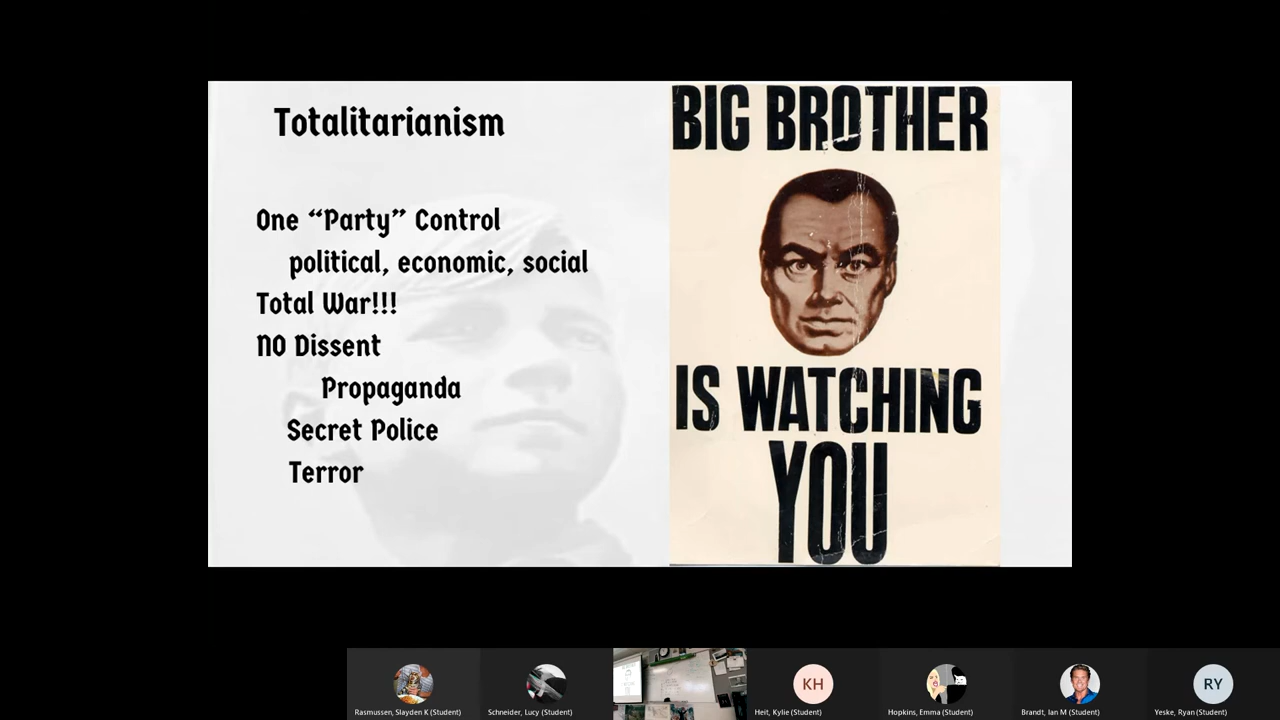 Totalitarianism
One “Party” Control
political, economic, social
Total War!!!
NO Dissent
Propaganda
Secret Police
Terror
BIG BROTHER
IS WATCHING
YOU
Rasmussen, Slayden K (Student)
Schneider, Lucy (Student)
KH
Heit, Kylie (Student)
Hopkins, Emma (Student)
Brandt, Ian M (Student)
RY
Yeske, Ryan (Student)